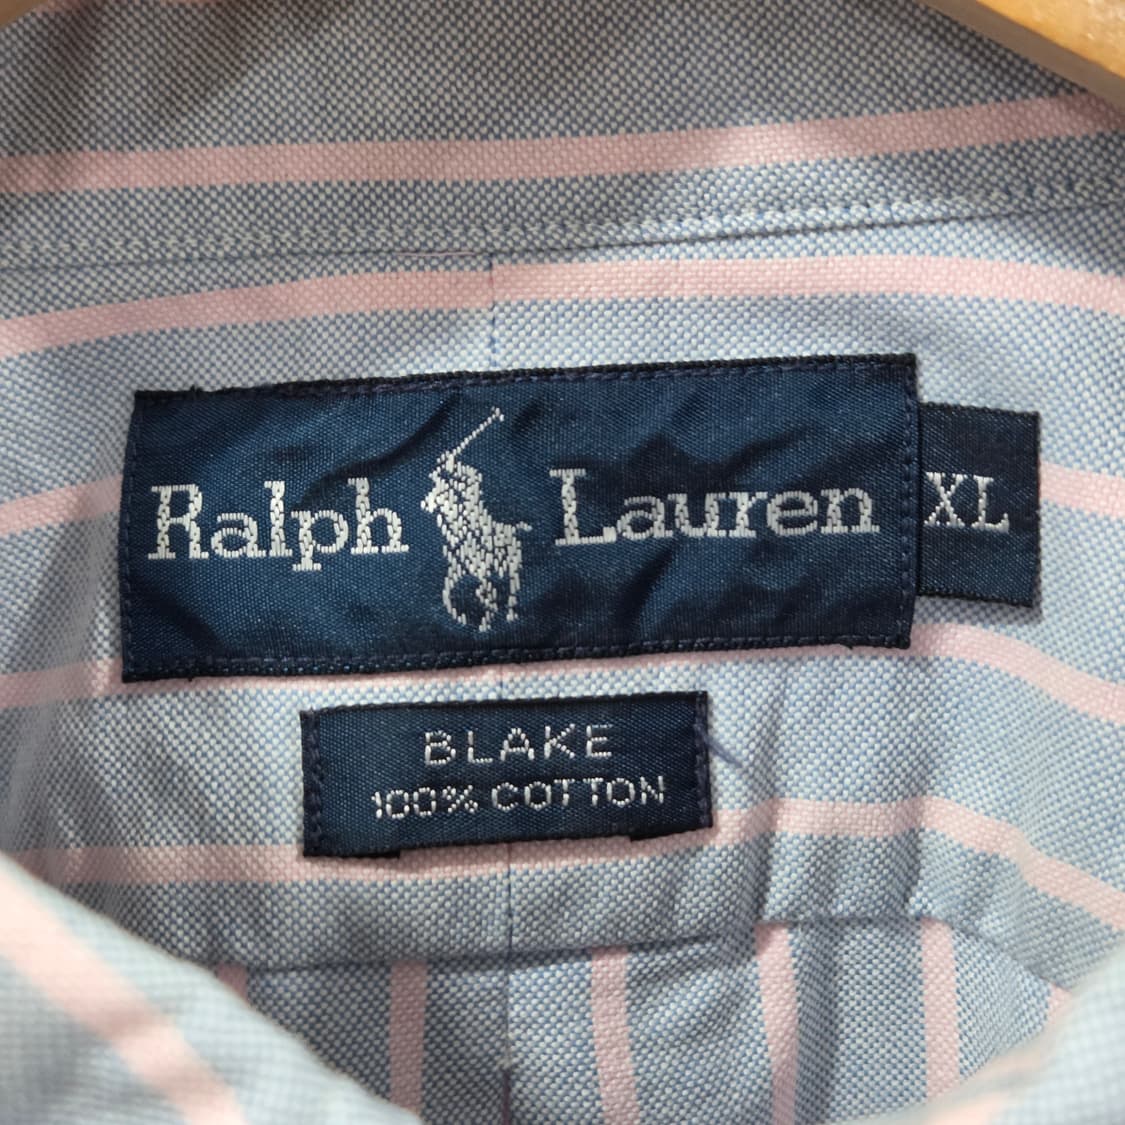 Ralph Lauren XL
BLAKE
100% COTTON